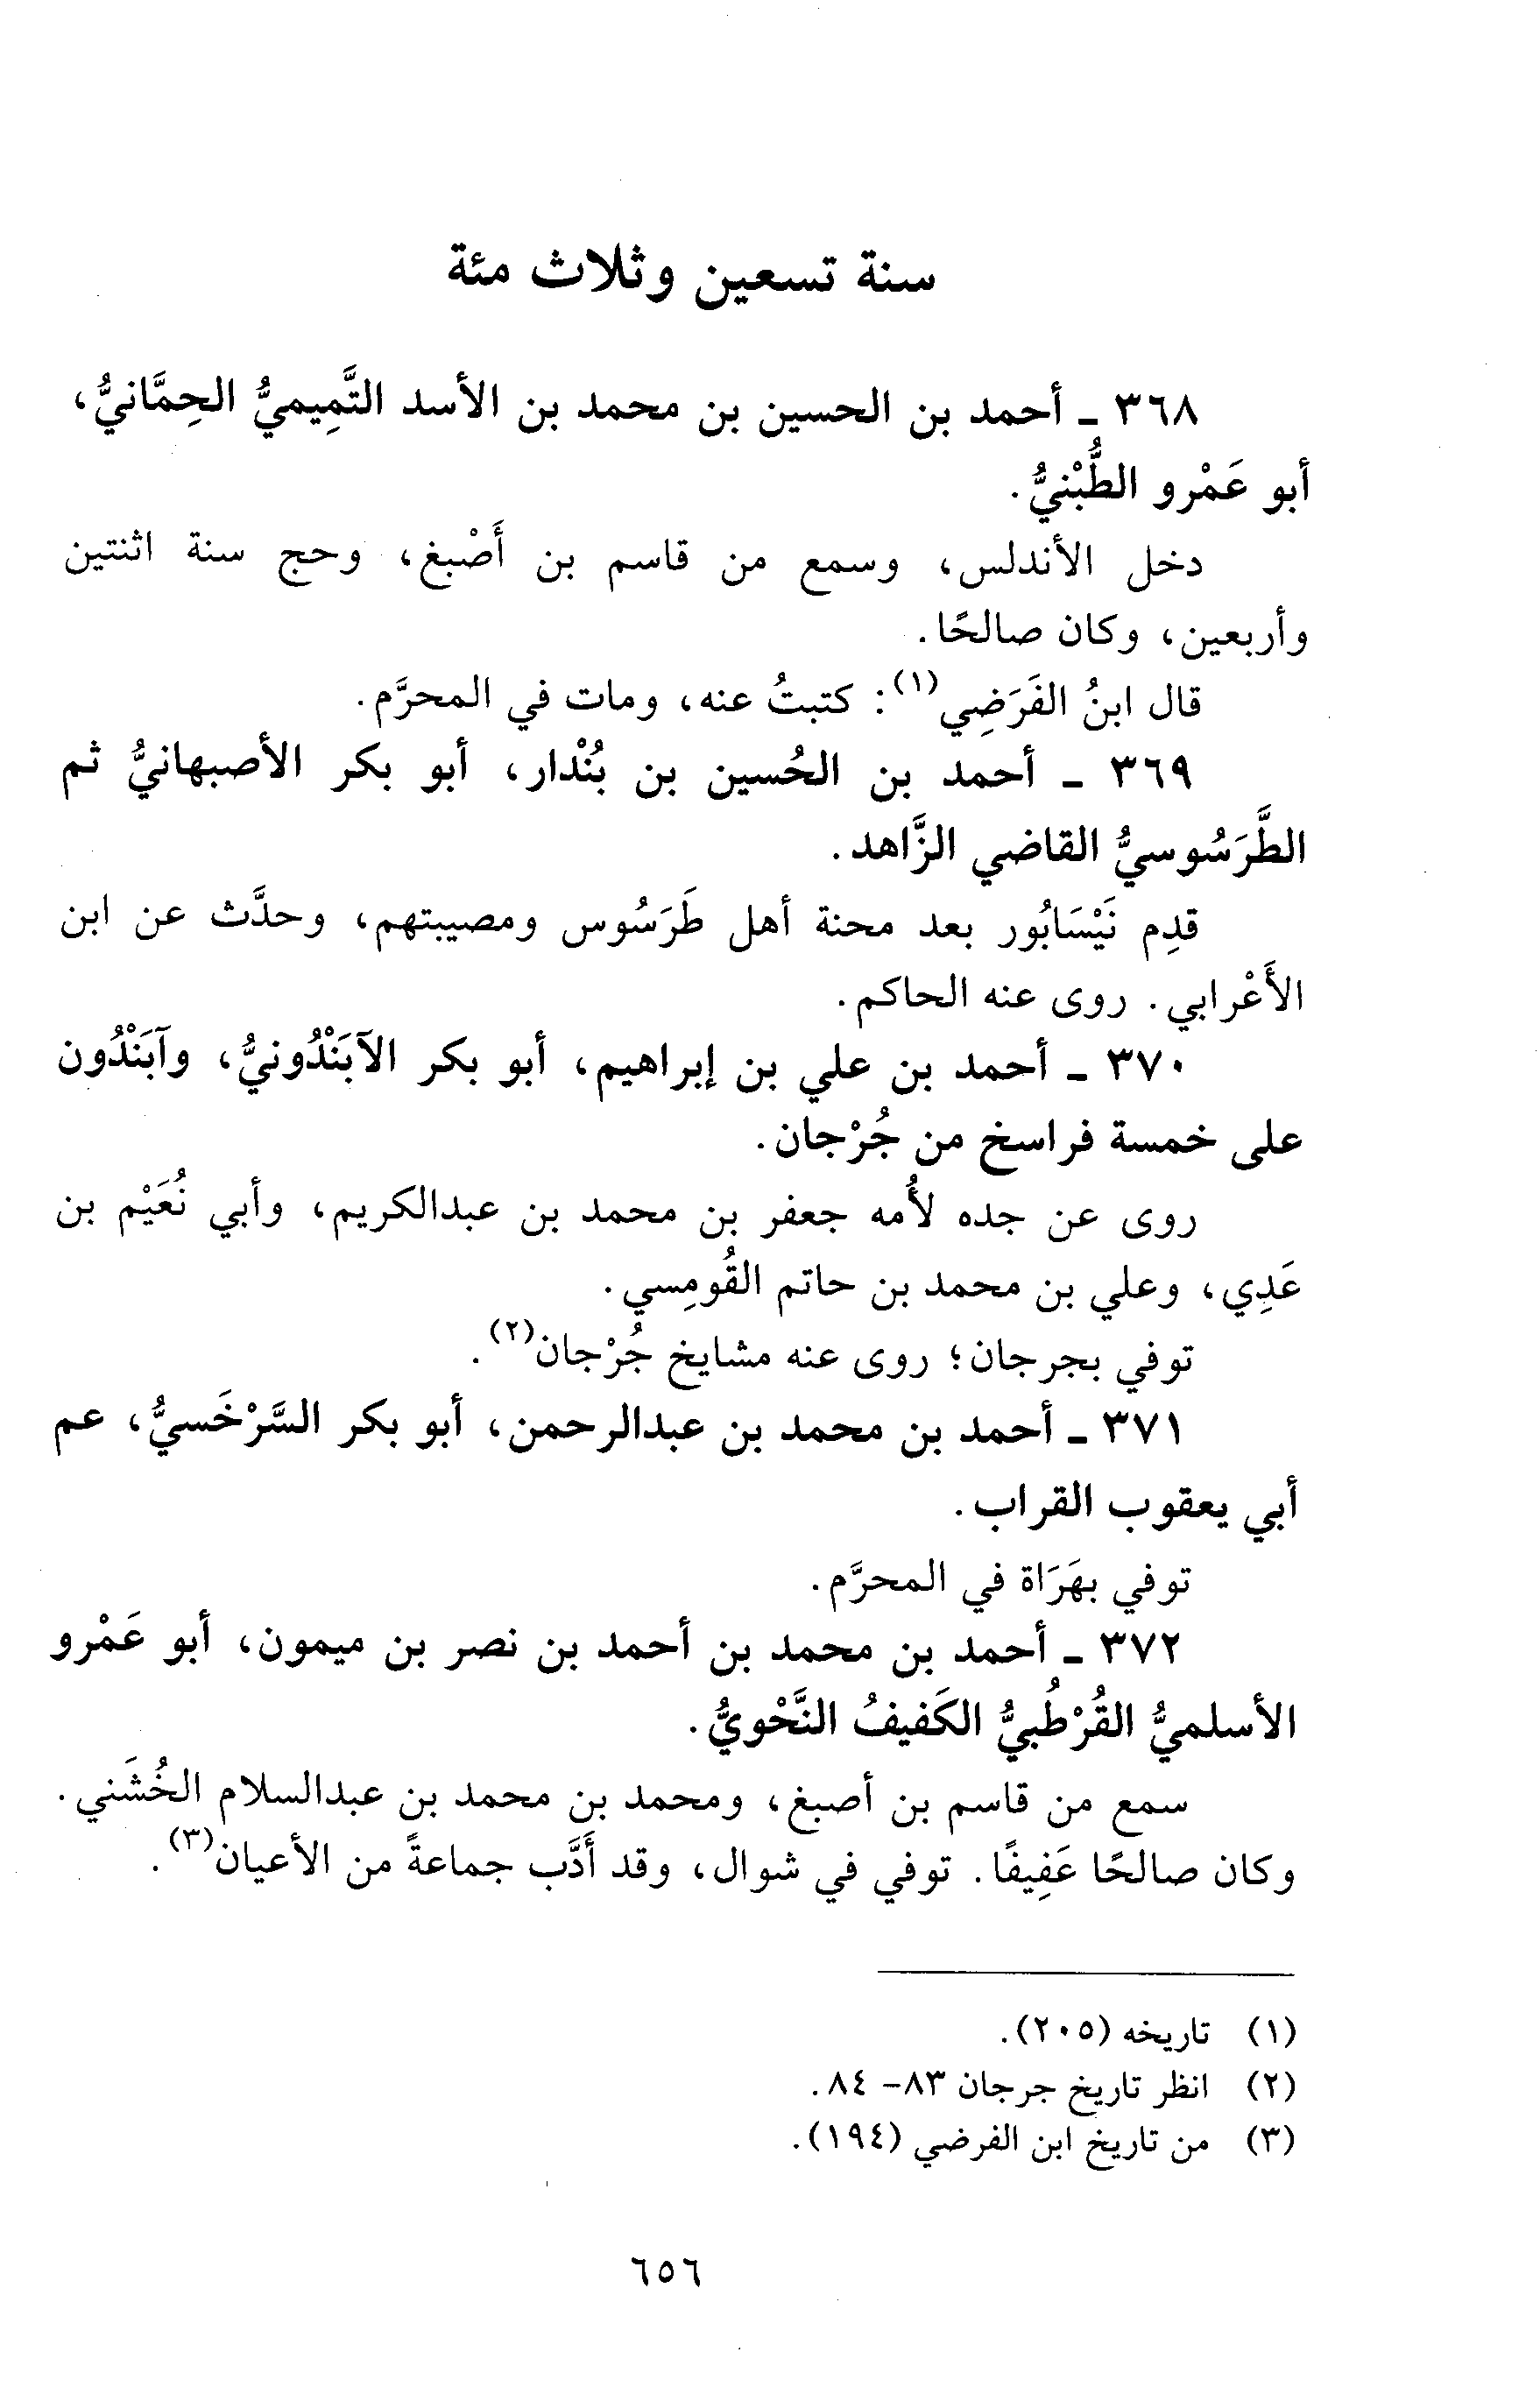 سنة تسعين وثلاث مئة
٣٦٨ ـ أحمد بن الحسين بن محمد بن الأسد التَّمِيميُّ الحِمَّانيُّ،
أبو عَمْرو الطُّبْنيُّ.
دخل الأندلس، وسمع من قاسم بن أَصْبغ، وحج سنة اثنتين
وأربعين، وكان صالحًا.
قال ابنُ الفَرَضِي(١): كتبتُ عنه، ومات في المحرَّم.
٣٦٩ ـ أحمد بن الحُسين بن بُنْدار، أبو بكر الأصبهانيُّ ثم
الطَّرَسُوسيُّ القاضي الزَّاهد.
قدِم نَيْسَابُور بعد محنة أهل طَرَسُوس ومصيبتهم، وحدَّث عن ابن
الأَعْرابي. روى عنه الحاكم.
٣٧٠ ـ أحمد بن علي بن إبراهيم، أبو بكر الآبَنْدُونيُّ، وآبَنْدُون
على خمسة فراسخ من جُرْجان.
روى عن جده لأُمه جعفر بن محمد بن عبدالكريم، وأبي نُعَيْم بن
عَدِي، وعلي بن محمد بن حاتم القُومِسي.
توفي بجرجان؛ روى عنه مشايخ جُرْجان(٢).
٣٧١ ـ أحمد بن محمد بن عبدالرحمن، أبو بكر السَّرْخَسيُّ، عم
أبي يعقوب القراب.
توفي بهَرَاة في المحرَّم.
٣٧٢ ـ أحمد بن محمد بن أحمد بن نصر بن ميمون، أبو عَمْرو
الأسلميُّ القُرْطُبيُّ الكَفيفُ النَّحْويُّ.
سمع من قاسم بن أصبغ، ومحمد بن محمد بن عبدالسلام الخُشَني.
وكان صالحًا عَفِيفًا. توفي في شوال، وقد أَدَّب جماعةً من الأعيان(٣).
(١) تاريخه (٢٠٥).
(٢) انظر تاريخ جرجان ٨٣- ٨٤.
(٣) من تاريخ ابن الفرضي (١٩٤).
٦٥٦